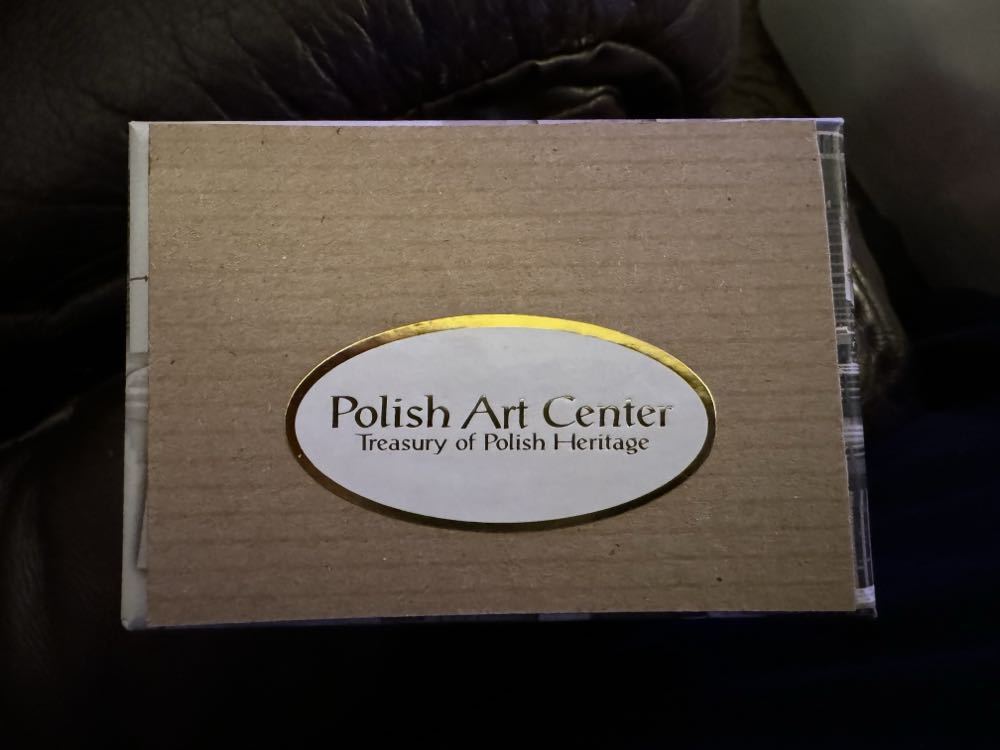 Polish Art Center
Treasury of Polish Heritage